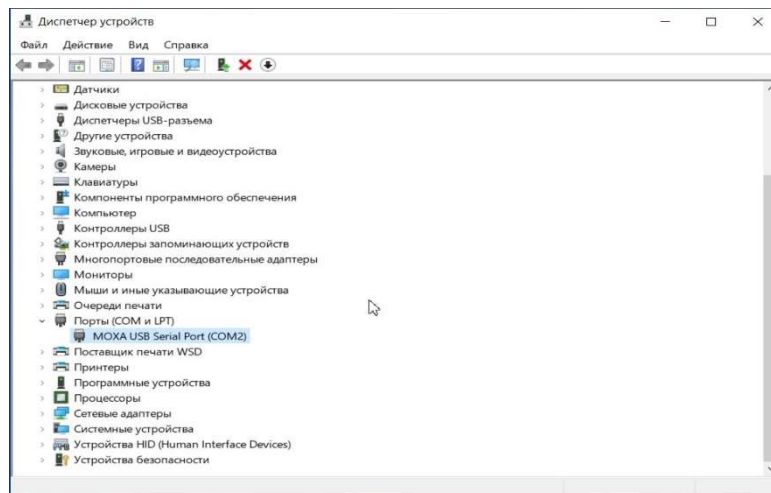 Диспетчер устройств
Файл Действие Вид Справка
Датчики
Дисковые устройства
Диспетчеры USB-разъема
Другие устройства
Звуковые, игровые и видеоустройства
Камеры
Клавиатуры
Компоненты программного обеспечения
Компьютер
Контроллеры USB
Контроллеры запоминающих устройств
Многопортовые последовательные адаптеры
Мониторы
Мыши и иные указывающие устройства
Очереди печати
Порты (COM и LPT)
MOXA USB Serial Port (COM2)
Поставщик печати WSD
Принтеры
Программные устройства
Процессоры
Сетевые адаптеры
Системные устройства
Устройства HID (Human Interface Devices)
Устройства безопасности